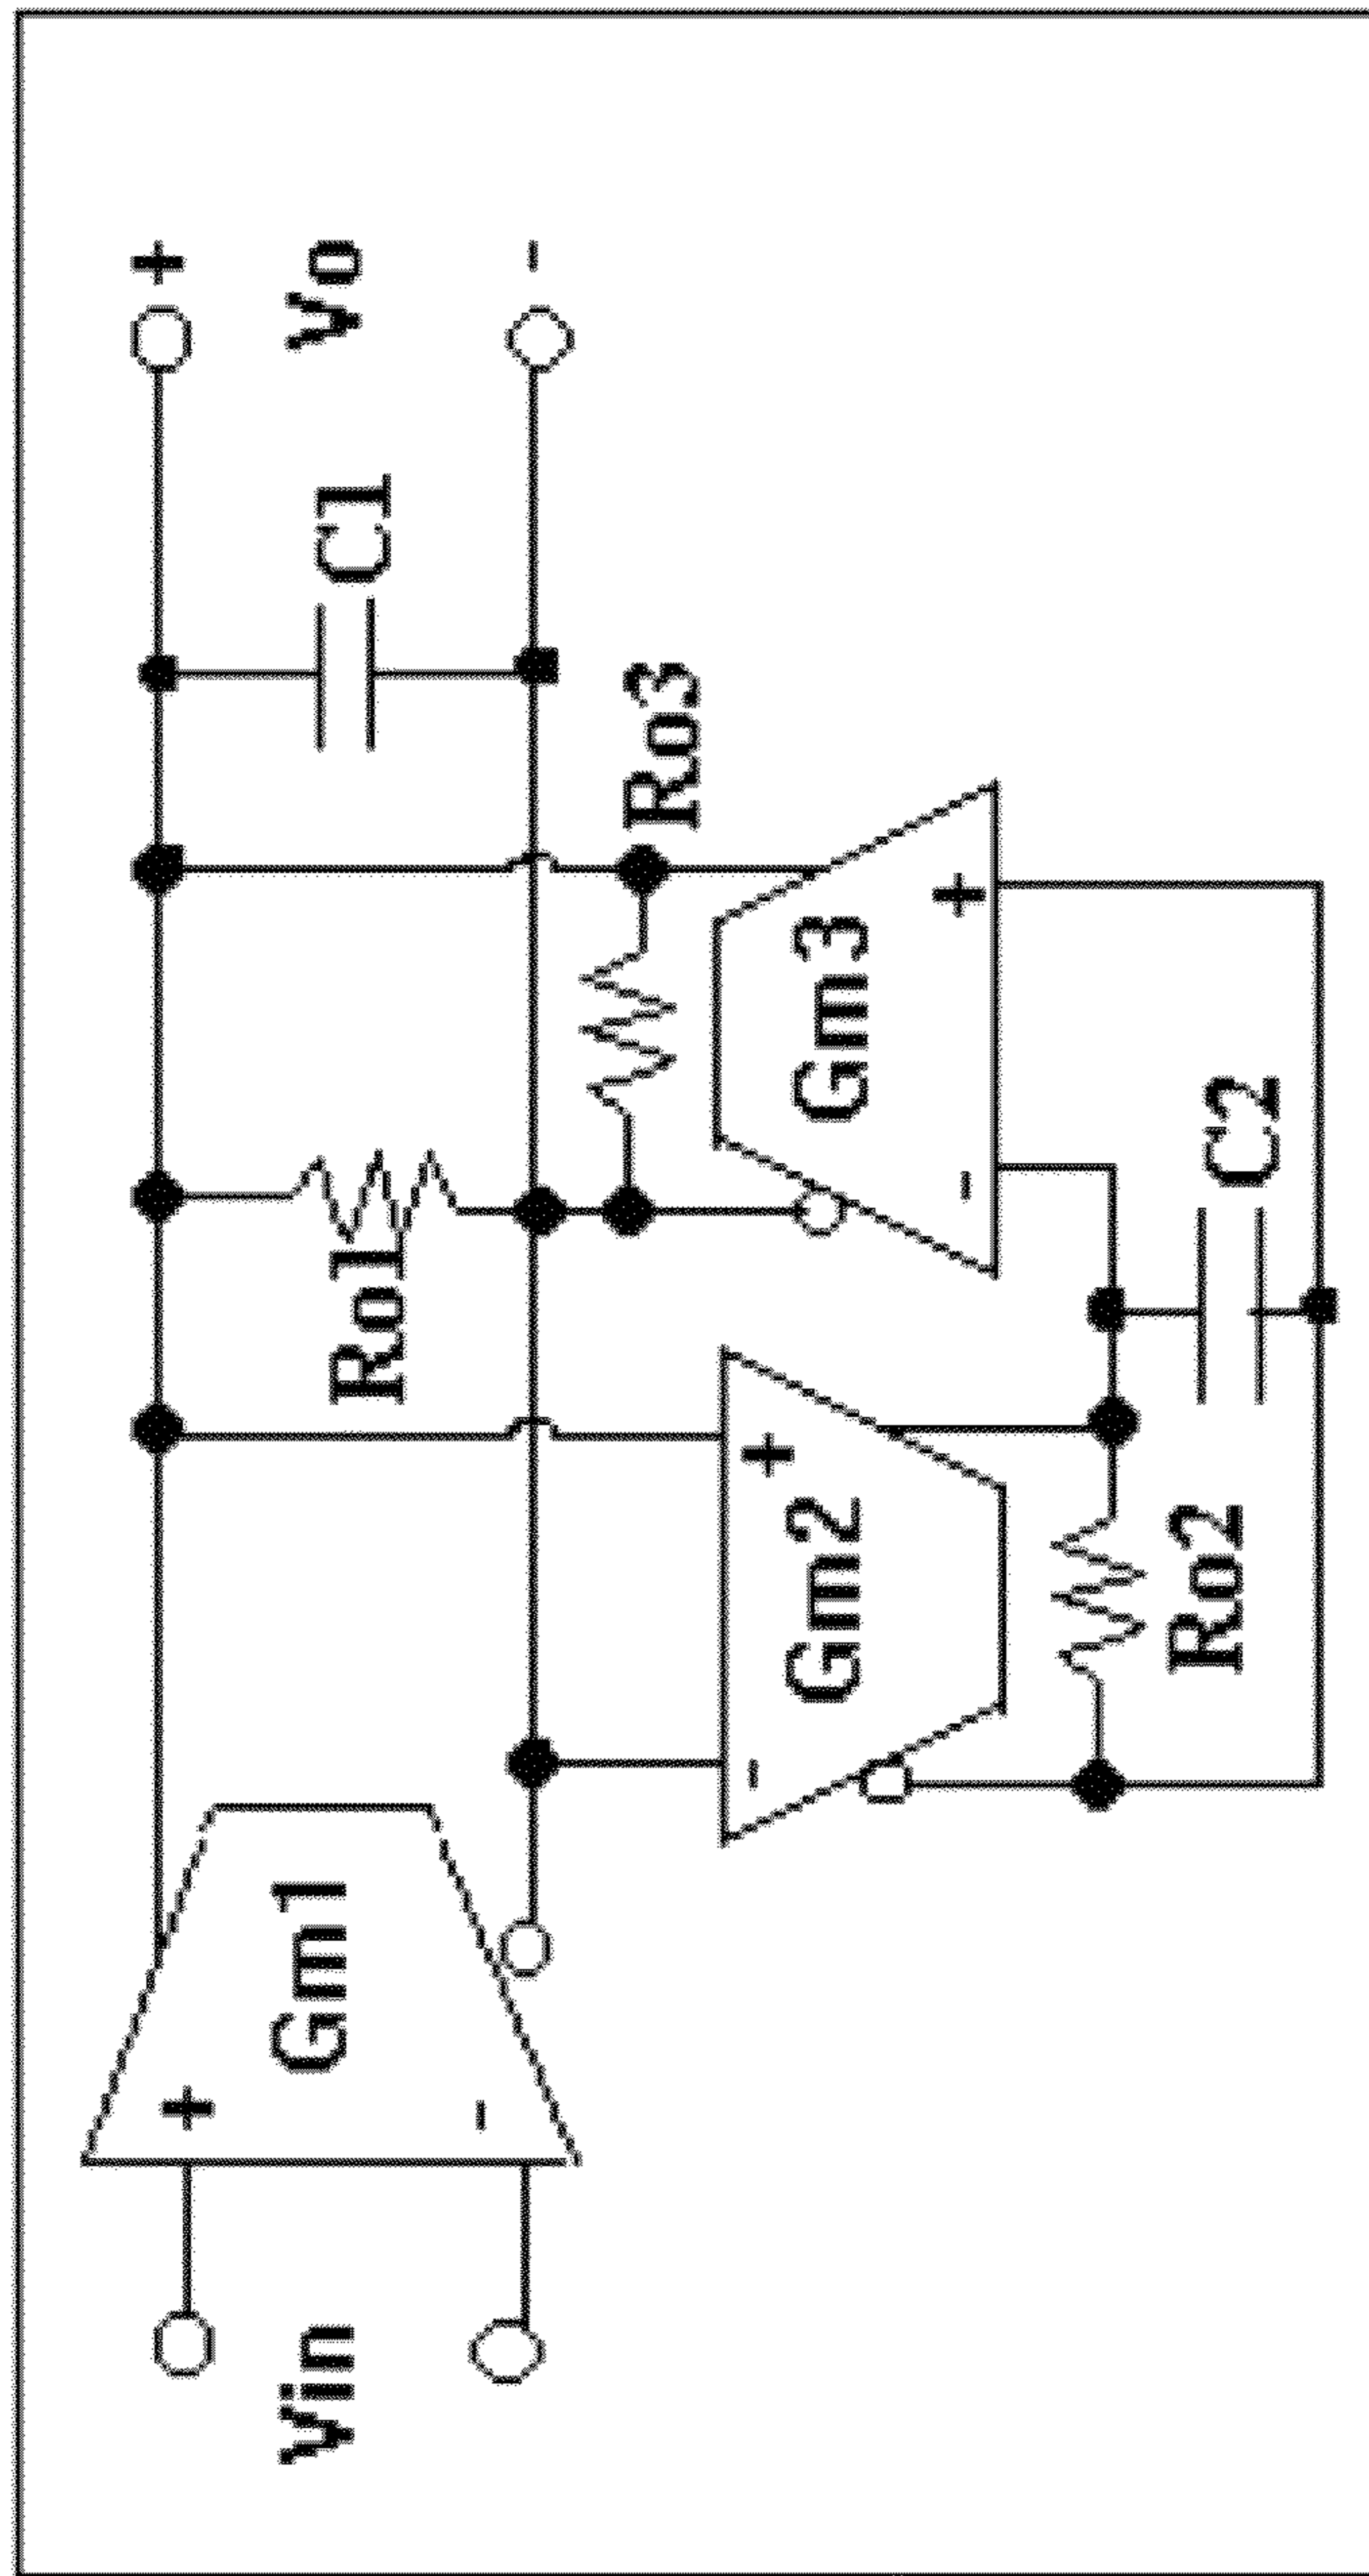 +
Vo
-
C1
Ro3
Ro1
+
Gm3
-
C2
+
Gm2
-
Ro2
+
Gm1
-
Vin